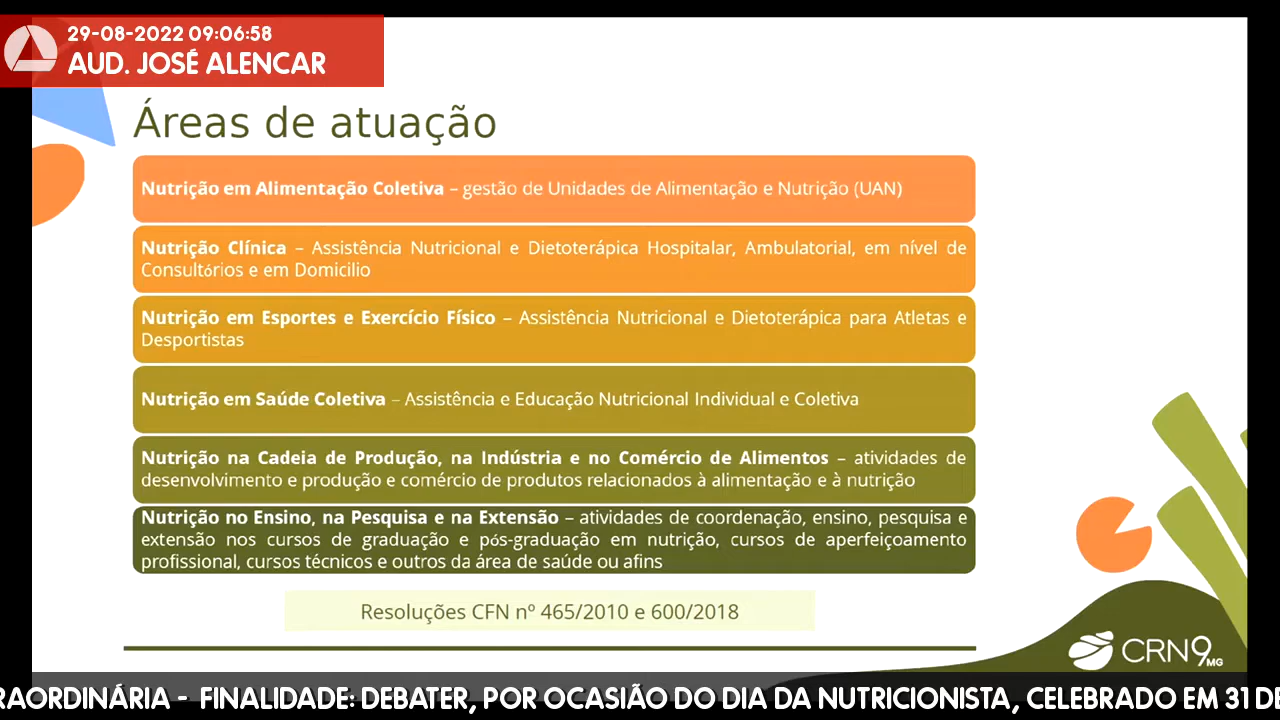 29-08-2022 09:06:58
AUD. JOSÉ ALENCAR
Áreas de atuação
Nutrição em Alimentação Coletiva – gestão de Unidades de Alimentação e Nutrição (UAN)
Nutrição Clínica – Assistência Nutricional e Dietoterápica Hospitalar, Ambulatorial, em nível de
Consultórios e em Domicilio
Nutrição em Esportes e Exercício Físico – Assistência Nutricional e Dietoterápica para Atletas e
Desportistas
Nutrição em Saúde Coletiva – Assistência e Educação Nutricional Individual e Coletiva
Nutrição na Cadeia de Produção, na Indústria e no Comércio de Alimentos – atividades de
desenvolvimento e produção e comércio de produtos relacionados à alimentação e à nutrição
Nutrição no Ensino, na Pesquisa e na Extensão – atividades de coordenação, ensino, pesquisa e
extensão nos cursos de graduação e pós-graduação em nutrição, cursos de aperfeiçoamento
profissional, cursos técnicos e outros da área de saúde ou afins
Resoluções CFN nº 465/2010 e 600/2018
CRN9 MG
RAORDINÁRIA - FINALIDADE: DEBATER, POR OCASIÃO DO DIA DA NUTRICIONISTA, CELEBRADO EM 31 DE